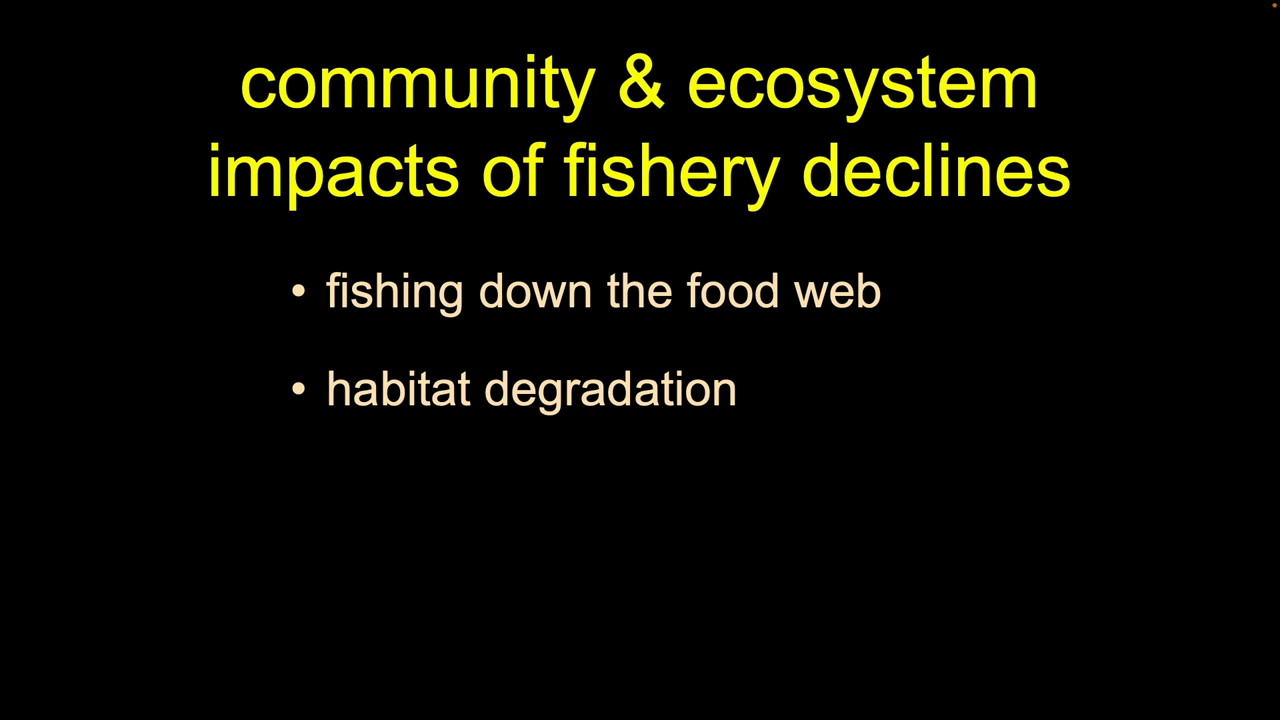 community & ecosystem
impacts of fishery declines
• fishing down the food web
• habitat degradation